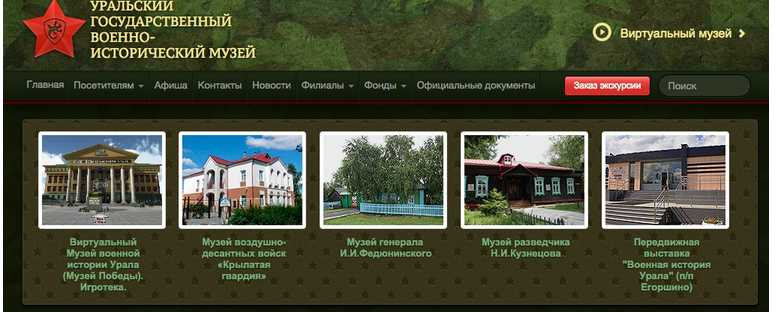 УРАЛЬСКИЙ
ГОСУДАРСТВЕННЫЙ
ВОЕННО-
ИСТОРИЧЕСКИЙ МУЗЕЙ
Виртуальный музей
Главная Посетителям Афиша Контакты Новости Филиалы Фонды Официальные документы Заказ экскурсии Поиск
Виртуальный
Музей военной
истории Урала
(Музей Победы).
Игротека.
Музей воздушно-
десантных войск
«Крылатая
гвардия»
Музей генерала
И.И.Федюнинского
Музей разведчика
Н.И.Кузнецова
Передвижная
выставка
"Военная история
Урала" (п/п
Егоршино)